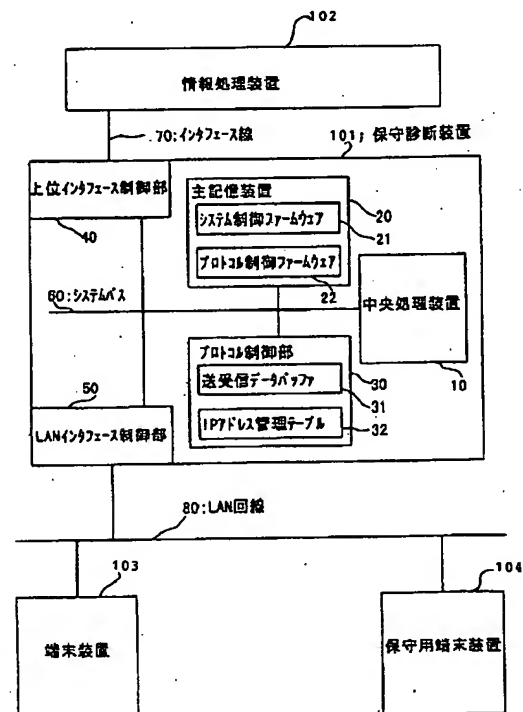 102
情報処理装置
70:インタフェース線
101; 保守診断装置
上位インタフェース制御部
40
主記憶装置
20
システム制御ファームウェア
21
プロトコル制御ファームウェア
22
60:システムバス
中央処理装置
10
プロトコル制御部
30
送受信データバッファ
31
IPアドレス管理テーブル
32
50
LANインタフェース制御部
80:LAN回線
103
端末装置
104
保守用端末装置